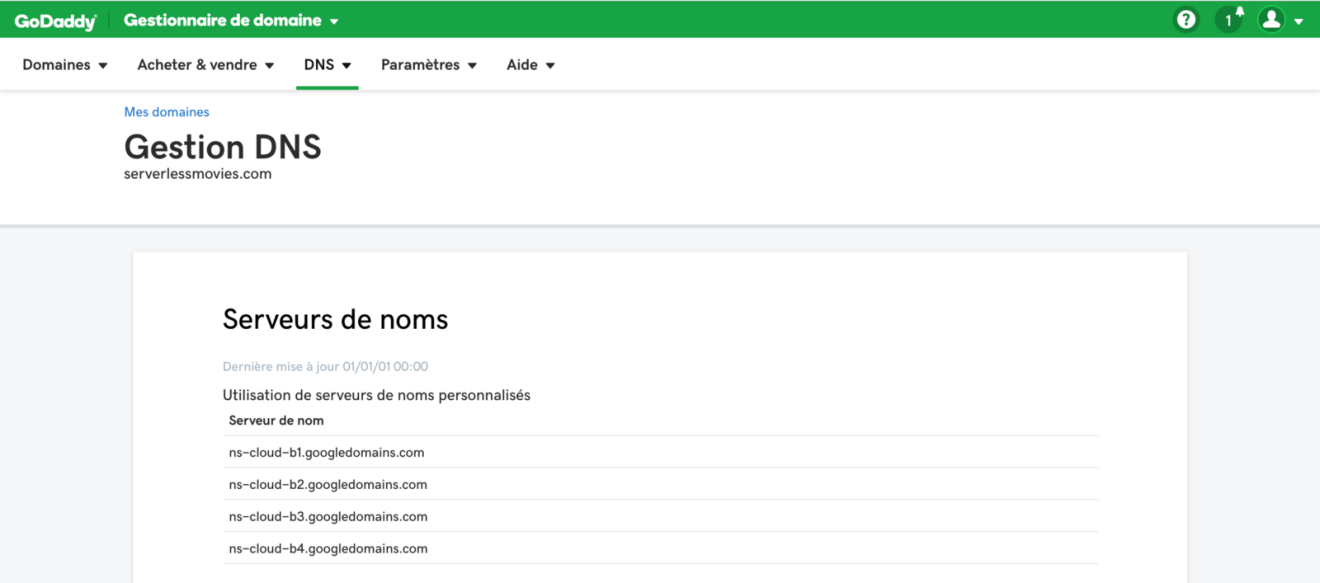 GoDaddy Gestionnaire de domaine
? 1
Domaines Acheter & vendre DNS Paramètres Aide
Mes domaines
Gestion DNS
serverlessmovies.com
Serveurs de noms
Dernière mise à jour 01/01/01 00:00
Utilisation de serveurs de noms personnalisés
Serveur de nom
ns-cloud-b1.googledomains.com
ns-cloud-b2.googledomains.com
ns-cloud-b3.googledomains.com
ns-cloud-b4.googledomains.com